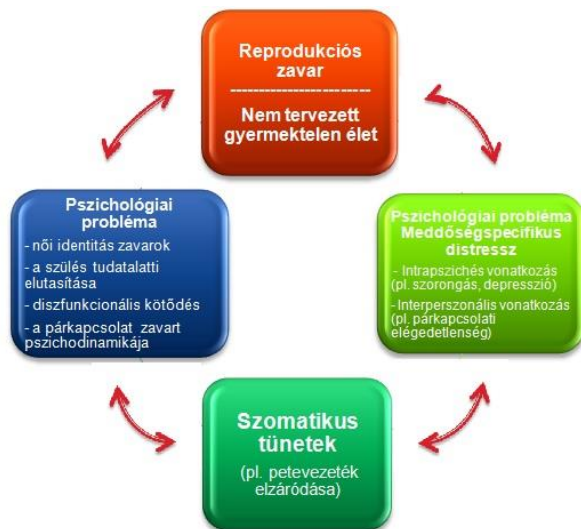 Reprodukciós
zavar
--------------------------
Nem tervezett
gyermektelen élet
Pszichológiai
probléma
- női identitás zavarok
- a szülés tudatalatti
elutasítása
- diszfunkcionális kötődés
- a párkapcsolat zavart
pszichodinamikája
Pszichológiai probléma
Meddőségspecifikus
distressz
- Intrapszichés vonatkozás
(pl. szorongás, depresszió)
- Interperszonális vonatkozás
(pl. párkapcsolati
elégedetlenség)
Szomatikus
tünetek
(pl. petevezeték
elzáródása)